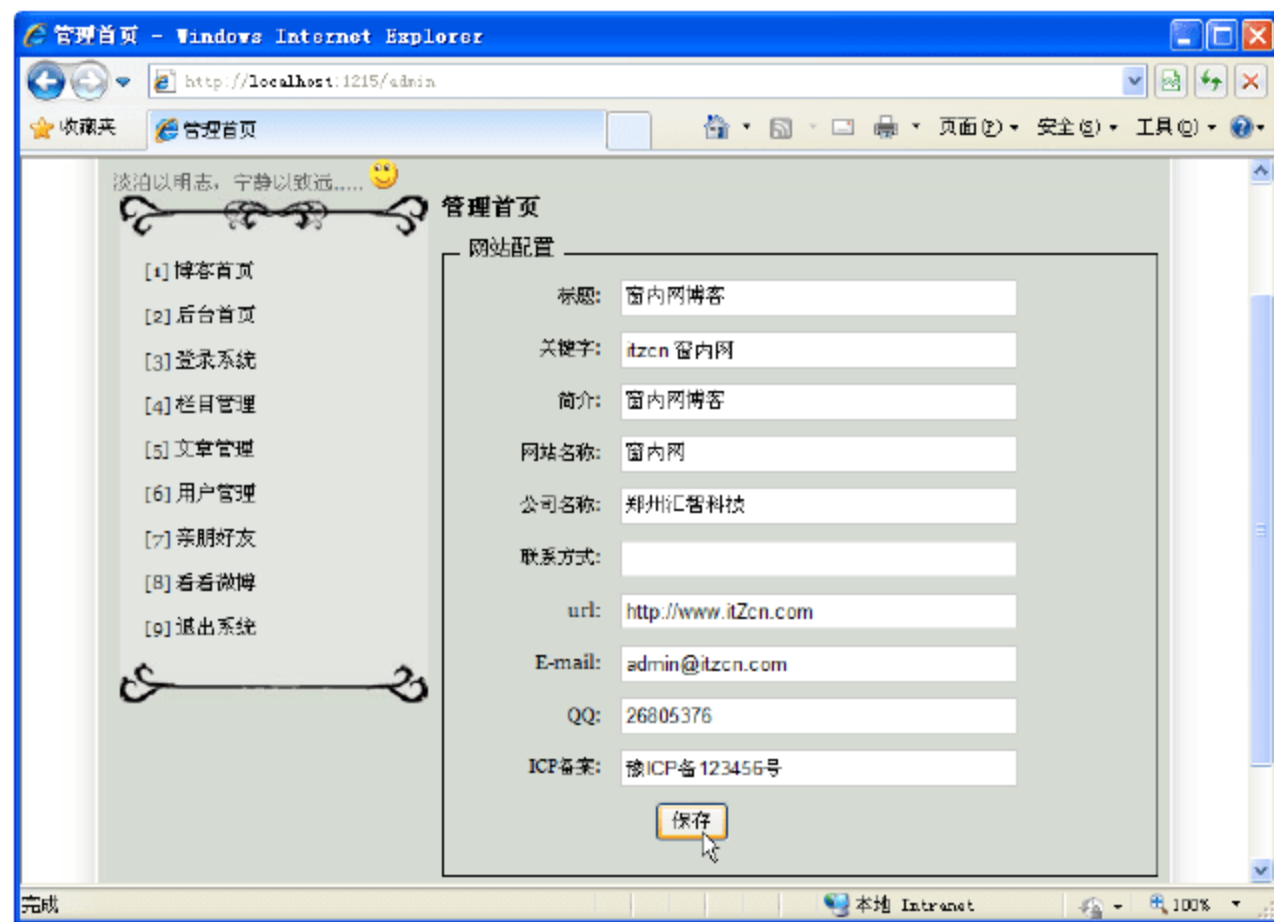 管理首页 - Windows Internet Explorer
http://localhost:1215/admin
收藏夹
管理首页
页面(P)
安全(S)
工具(O)
淡泊以明志，宁静以致远.....
[1]博客首页
[2]后台首页
[3]登录系统
[4]栏目管理
[5]文章管理
[6]用户管理
[7]亲朋好友
[8]看看微博
[9]退出系统
管理首页
网站配置
标题: 窗内网博客
关键字: itzcn 窗内网
简介: 窗内网博客
网站名称: 窗内网
公司名称: 郑州汇智科技
联系方式:
url: http://www.itZcn.com
E-mail: admin@itzcn.com
QQ: 26805376
ICP备案: 豫ICP备123456号
保存
完成
本地 Intranet
100%